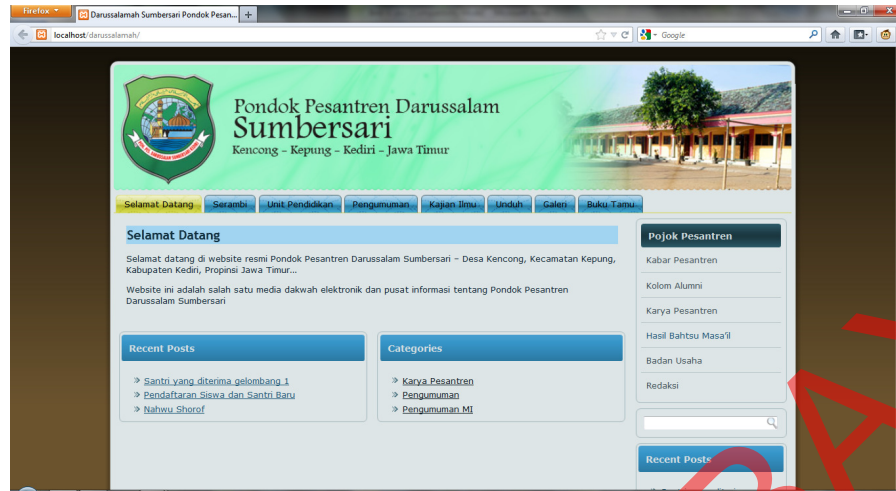 Firefox
Darussalamah Sumbersari Pondok Pesan...
localhost/darussalamah/
Google
Pondok Pesantren Darussalam
Sumbersari
Kencong - Kepung - Kediri - Jawa Timur
Selamat Datang Serambi Unit Pendidikan Pengumuman Kajian Ilmu Unduh Galeri Buku Tamu
Selamat Datang
Selamat datang di website resmi Pondok Pesantren Darussalam Sumbersari – Desa Kencong, Kecamatan Kepung,
Kabupaten Kediri, Propinsi Jawa Timur...
Website ini adalah salah satu media dakwah elektronik dan pusat informasi tentang Pondok Pesantren
Darussalam Sumbersari
Recent Posts
Santri yang diterima gelombang 1
Pendaftaran Siswa dan Santri Baru
Nahwu Shorof
Categories
Karya Pesantren
Pengumuman
Pengumuman MI
Pojok Pesantren
Kabar Pesantren
Kolom Alumni
Karya Pesantren
Hasil Bahtsu Masa'il
Badan Usaha
Redaksi
Recent Posts